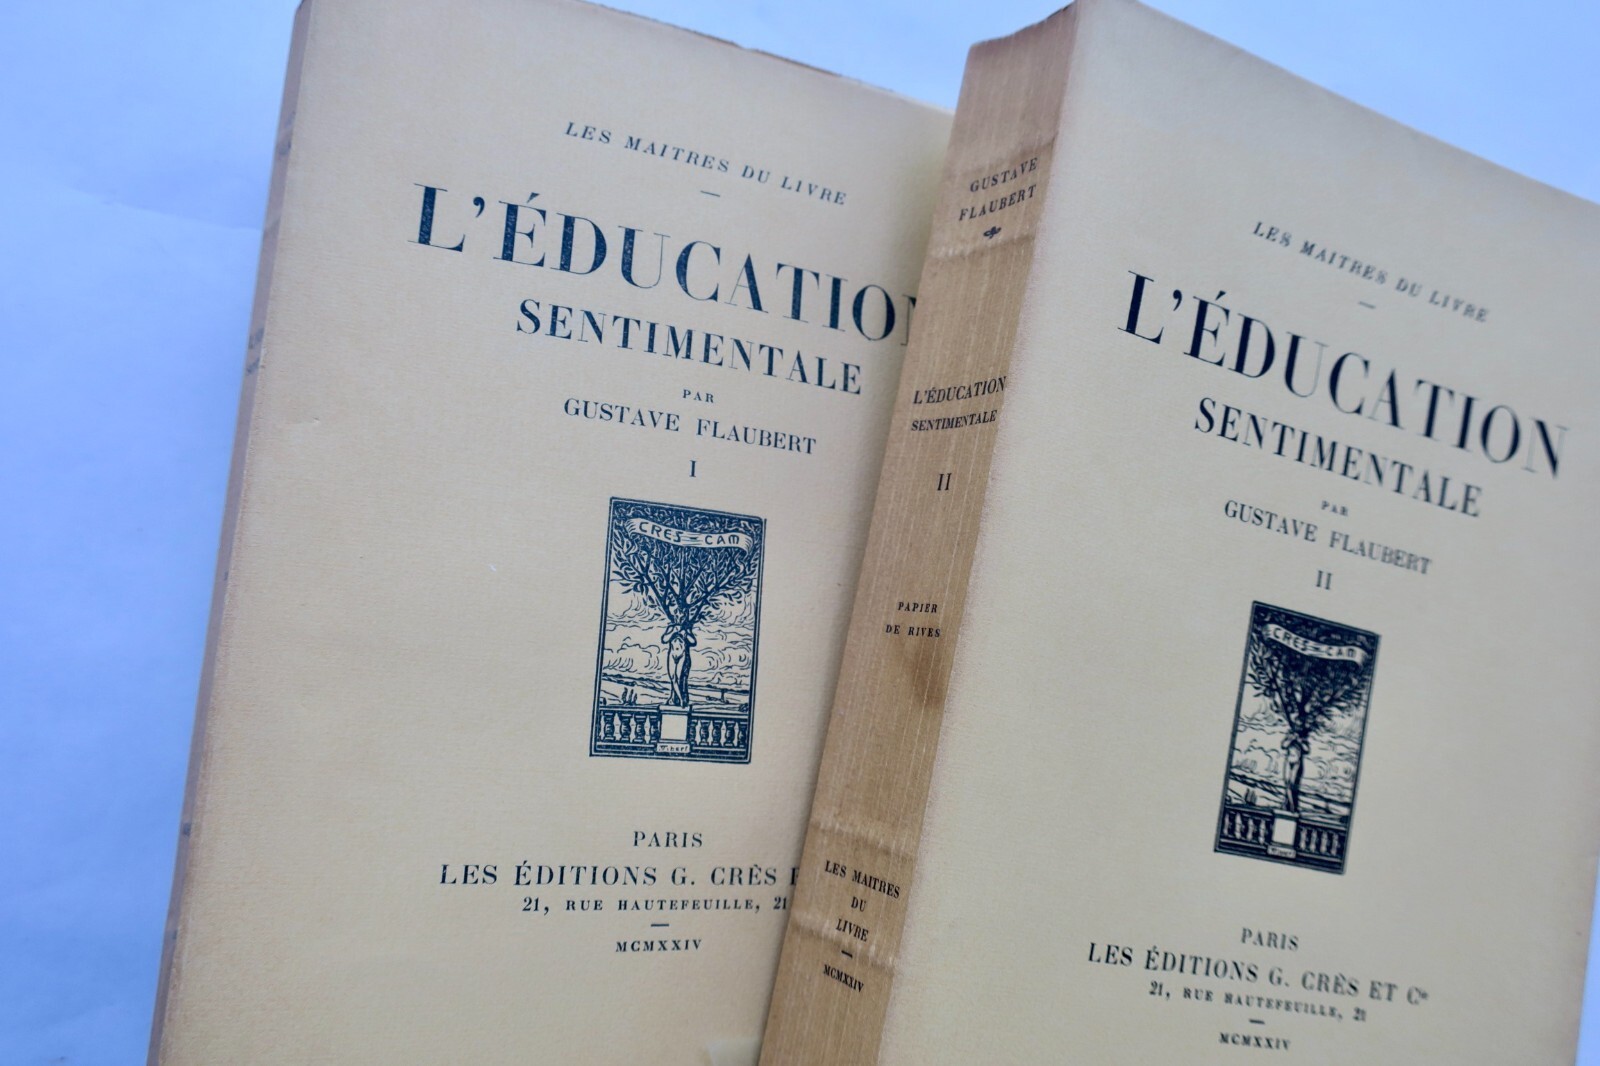 LES MAITRES DU LIVRE
L'ÉDUCATION
SENTIMENTALE
PAR
GUSTAVE FLAUBERT
I
CRES-CAM
PARIS
LES ÉDITIONS G. CRÈS
21, RUE HAUTEFEUILLE, 21
MCMXXIV
GUSTAVE
FLAUBERT
L'ÉDUCATION
SENTIMENTALE
II
PAPIER
DE RIVES
LES MAITRES
DU
LIVRE
MCMXXIV
LES MAITRES DU LIVRE
L'ÉDUCATION
SENTIMENTALE
PAR
GUSTAVE FLAUBERT
II
CRES-CAM
PARIS
LES ÉDITIONS G. CRÈS ET Cie
21, RUE HAUTEFEUILLE, 21
MCMXXIV